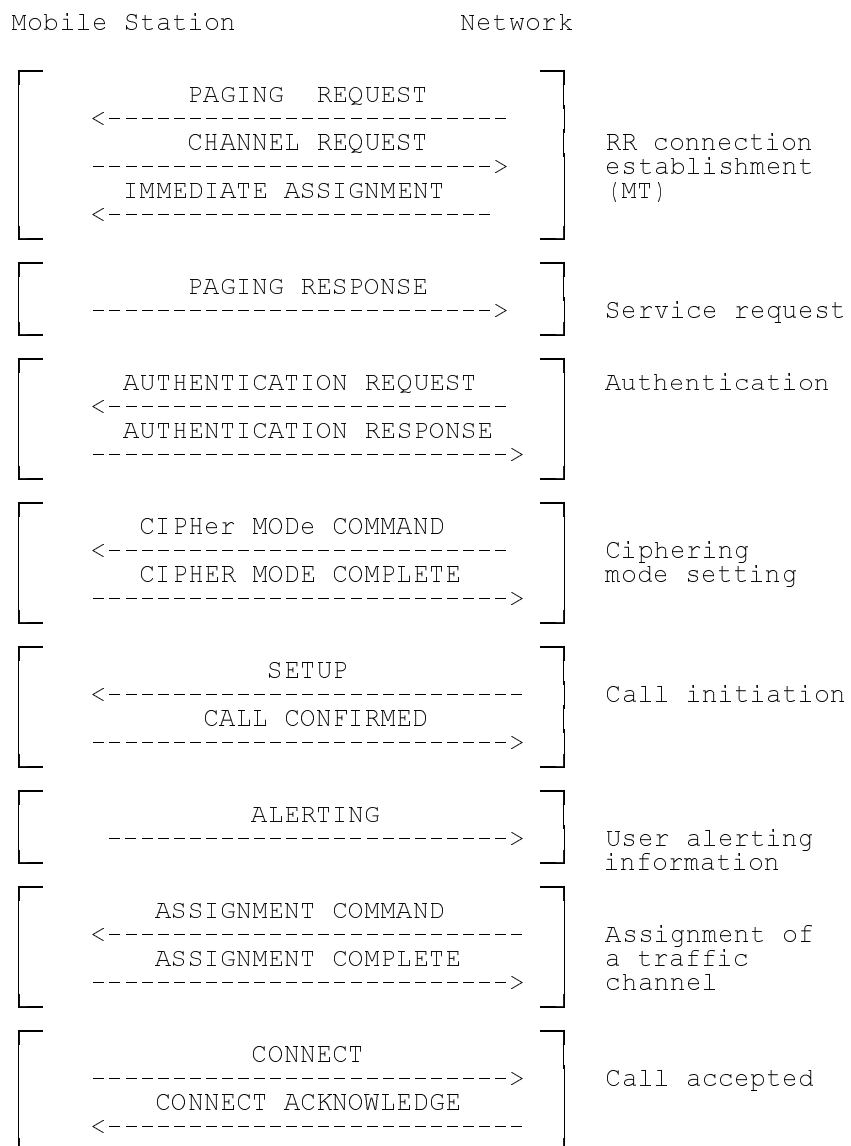 Mobile Station Network
PAGING REQUEST
<-------------------------
CHANNEL REQUEST
------------------------->
RR connection
establishment
IMMEDIATE ASSIGNMENT
(MT)
<------------------------
PAGING RESPONSE
------------------------->
Service request
AUTHENTICATION REQUEST
Authentication
<-------------------------
AUTHENTICATION RESPONSE
-------------------------->
CIPHer MODe COMMAND
<-------------------------
Ciphering
CIPHER MODE COMPLETE
mode setting
-------------------------->
SETUP
<--------------------------
Call initiation
CALL CONFIRMED
-------------------------->
ALERTING
------------------------->
User alerting
information
ASSIGNMENT COMMAND
<--------------------------
Assignment of
ASSIGNMENT COMPLETE
a traffic
-------------------------->
channel
CONNECT
-------------------------->
Call accepted
CONNECT ACKNOWLEDGE
<--------------------------